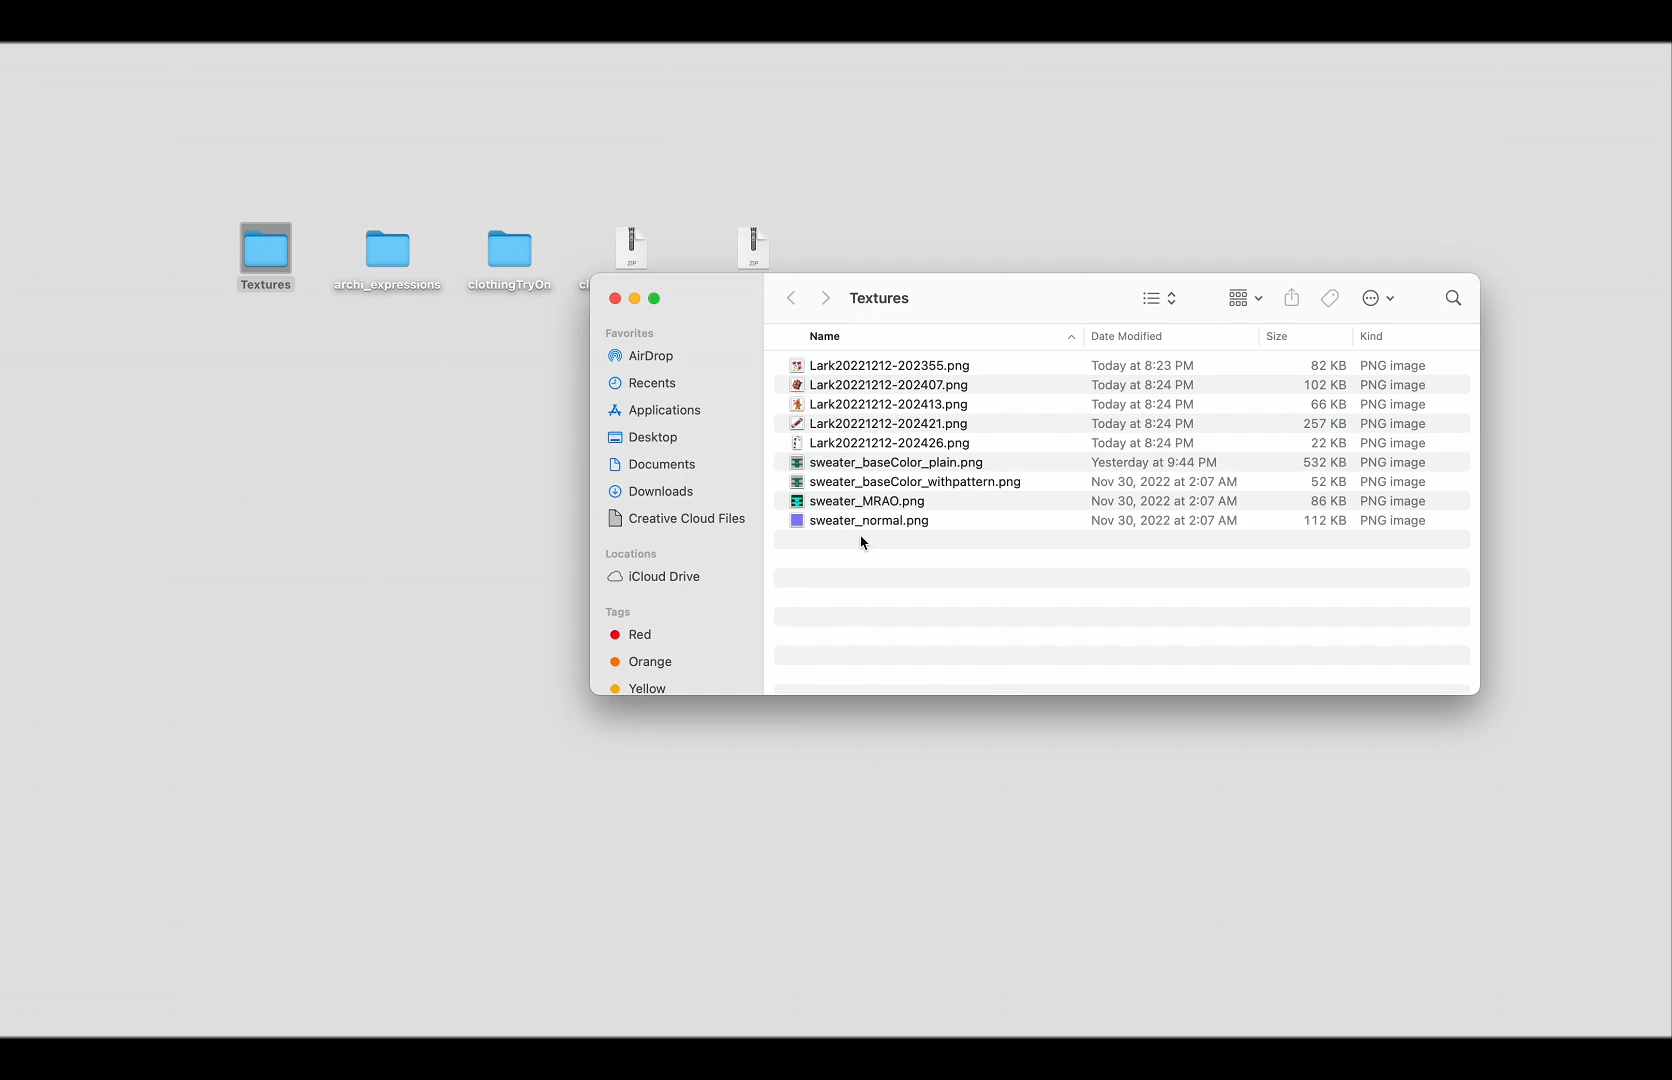 Textures
archi_expressions
clothingTryOn
ZIP
ZIP
Textures
Favorites
AirDrop
Recents
Applications
Desktop
Documents
Downloads
Creative Cloud Files
Locations
iCloud Drive
Tags
Red
Orange
Yellow
Name Date Modified Size Kind
Lark20221212-202355.png Today at 8:23 PM 82 KB PNG image
Lark20221212-202407.png Today at 8:24 PM 102 KB PNG image
Lark20221212-202413.png Today at 8:24 PM 66 KB PNG image
Lark20221212-202421.png Today at 8:24 PM 257 KB PNG image
Lark20221212-202426.png Today at 8:24 PM 22 KB PNG image
sweater_baseColor_plain.png Yesterday at 9:44 PM 532 KB PNG image
sweater_baseColor_withpattern.png Nov 30, 2022 at 2:07 AM 52 KB PNG image
sweater_MRAO.png Nov 30, 2022 at 2:07 AM 86 KB PNG image
sweater_normal.png Nov 30, 2022 at 2:07 AM 112 KB PNG image